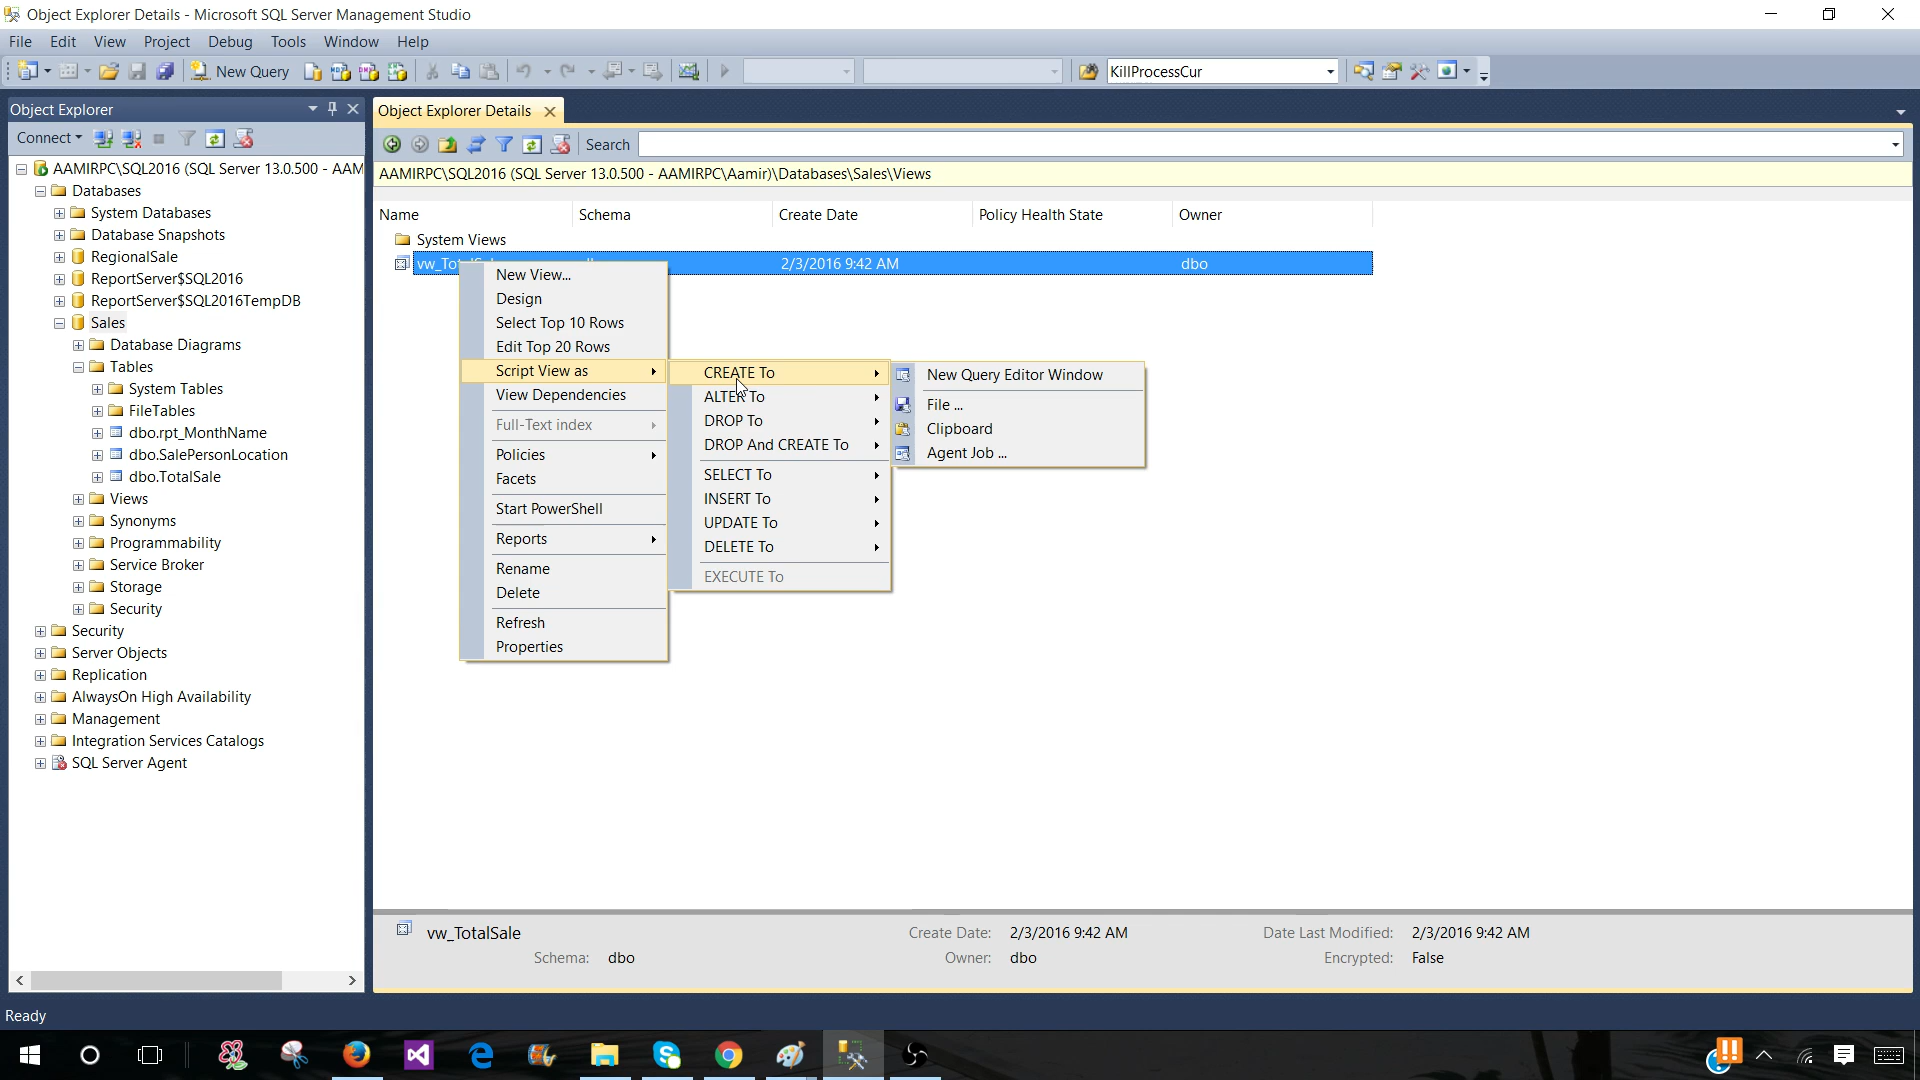 Object Explorer Details - Microsoft SQL Server Management Studio
File Edit View Project Debug Tools Window Help
New Query
KillProcessCur
Object Explorer
Connect
AAMIRPC\SQL2016 (SQL Server 13.0.500 - AAM
Databases
System Databases
Database Snapshots
RegionalSale
ReportServer$SQL2016
ReportServer$SQL2016TempDB
Sales
Database Diagrams
Tables
System Tables
FileTables
dbo.rpt_MonthName
dbo.SalePersonLocation
dbo.TotalSale
Views
Synonyms
Programmability
Service Broker
Storage
Security
Security
Server Objects
Replication
AlwaysOn High Availability
Management
Integration Services Catalogs
SQL Server Agent
Object Explorer Details
Search
AAMIRPC\SQL2016 (SQL Server 13.0.500 - AAMIRPC\Aamir)\Databases\Sales\Views
Name Schema Create Date Policy Health State Owner
System Views
2/3/2016 9:42 AM dbo
New View...
Design
Select Top 10 Rows
Edit Top 20 Rows
Script View as
View Dependencies
Full-Text index
Policies
Facets
Start PowerShell
Reports
Rename
Delete
Refresh
Properties
CREATE To
ALTER To
DROP To
DROP And CREATE To
SELECT To
INSERT To
UPDATE To
DELETE To
EXECUTE To
New Query Editor Window
File ...
Clipboard
Agent Job ...
vw_TotalSale
Create Date: 2/3/2016 9:42 AM
Date Last Modified: 2/3/2016 9:42 AM
Schema: dbo
Owner: dbo
Encrypted: False
Ready